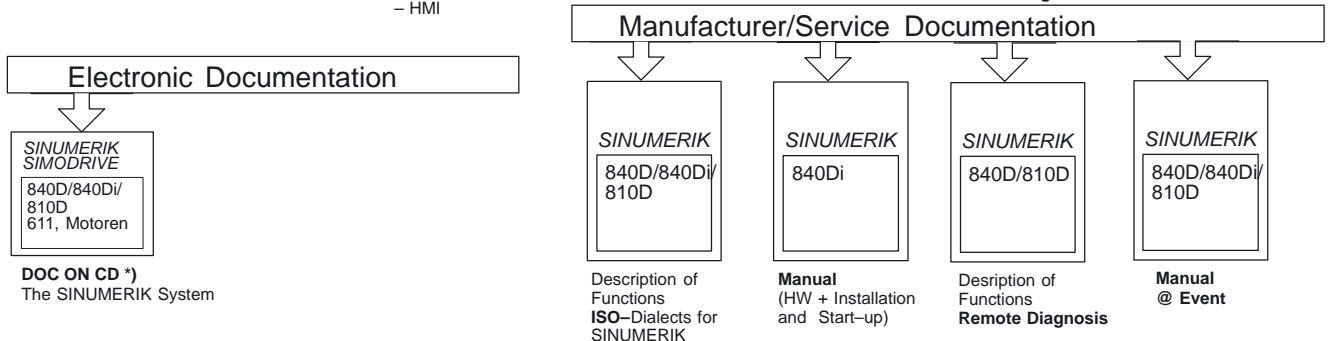 – HMI
Manufacturer/Service Documentation
Electronic Documentation
SINUMERIK
SIMODRIVE
840D/840Di/
810D
611, Motoren
DOC ON CD *)
The SINUMERIK System
SINUMERIK
840D/840Di/
810D
Description of
Functions
ISO–Dialects for
SINUMERIK
SINUMERIK
840Di
Manual
(HW + Installation
and Start–up)
SINUMERIK
840D/810D
Desription of
Functions
Remote Diagnosis
SINUMERIK
840D/840Di/
810D
Manual
@ Event